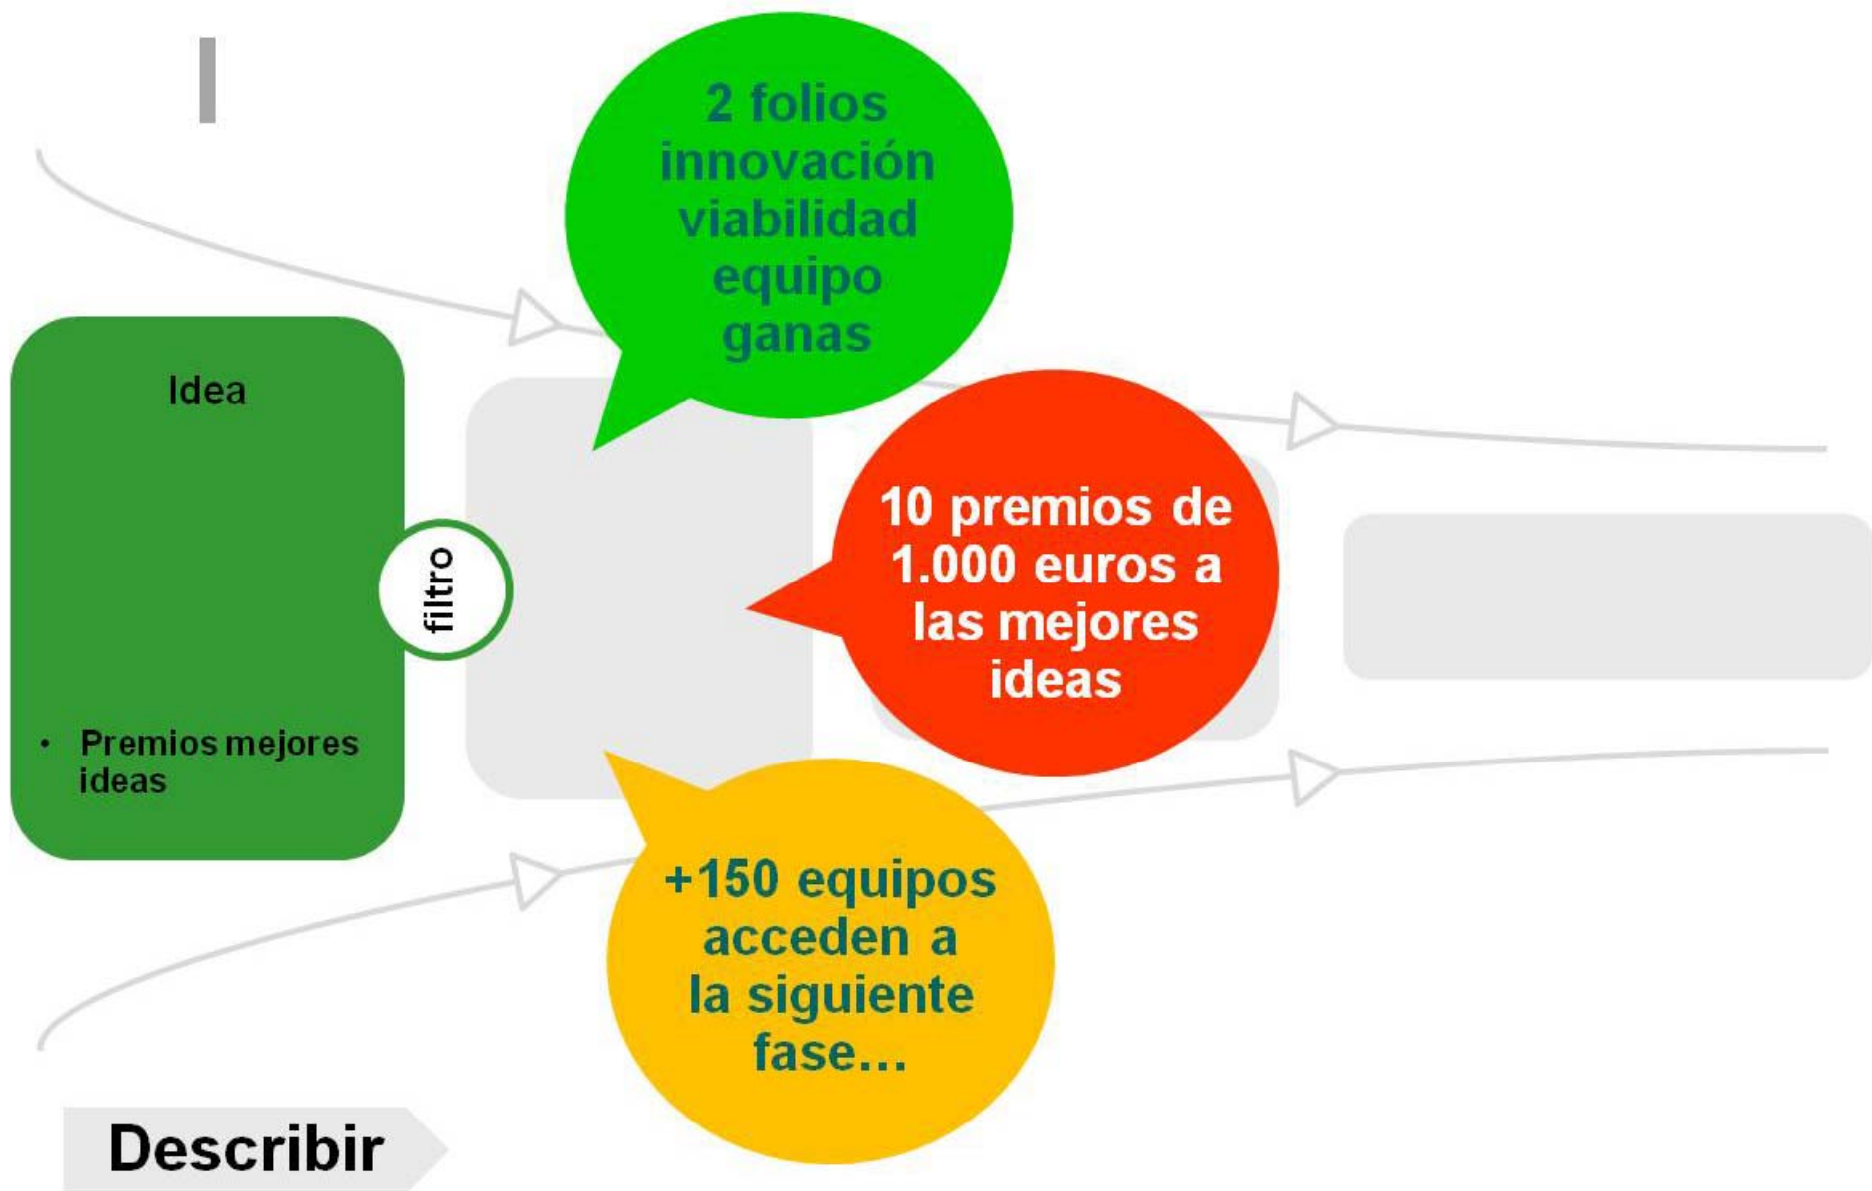 I
2 folios
innovación
viabilidad
equipo
ganas
Idea
10 premios de
1.000 euros a
las mejores
ideas
filtro
• Premios mejores
ideas
+150 equipos
acceden a
la siguiente
fase...
Describir